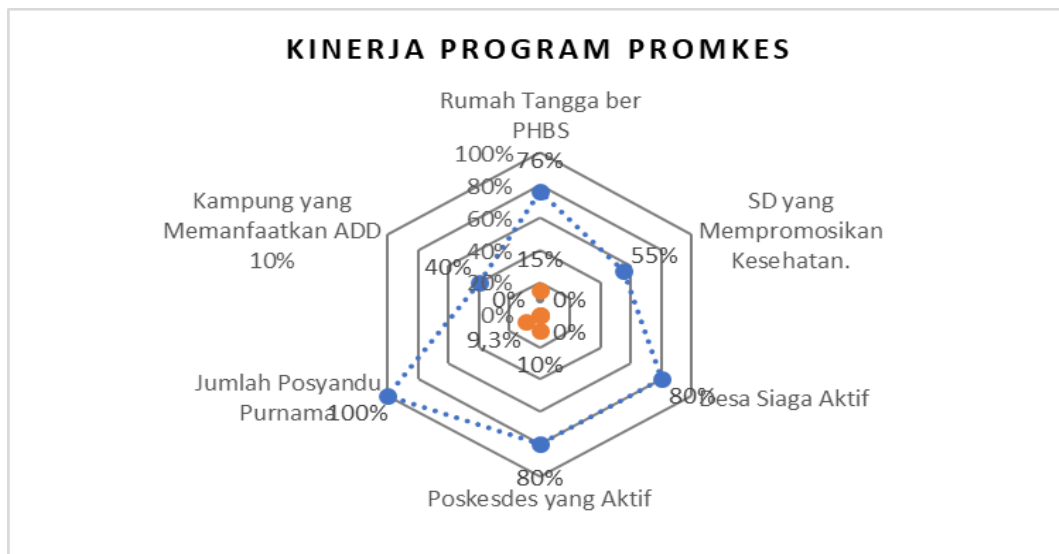 KINERJA PROGRAM PROMKES
Rumah Tangga ber
PHBS
76%
100%
80%
60%
40%
20%
0%
Kampung yang
Memanfaatkan ADD
10%
SD yang
Mempromosikan
Kesehatan.
40%
15%
55%
0%
0%
9,3%
0%
10%
Jumlah Posyandu
Purnama
100%
80%
Desa Siaga Aktif
80%
Poskesdes yang Aktif